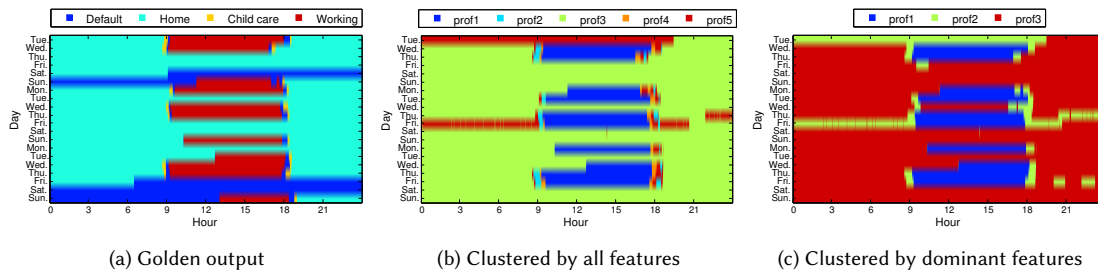 Default Home Child care Working
Tue.
Wed.
Thu.
Fri.
Sat.
Sun.
Mon.
Tue.
Wed.
Thu.
Fri.
Sat.
Sun.
Mon.
Tue.
Wed.
Thu.
Fri.
Sat.
Sun.
Day
0 3 6 9 12 15 18 21
Hour
(a) Golden output
prof1 prof2 prof3 prof4 prof5
Tue.
Wed.
Thu.
Fri.
Sat.
Sun.
Mon.
Tue.
Wed.
Thu.
Fri.
Sat.
Sun.
Mon.
Tue.
Wed.
Thu.
Fri.
Sat.
Sun.
Day
0 3 6 9 12 15 18 21
Hour
(b) Clustered by all features
prof1 prof2 prof3
Tue.
Wed.
Thu.
Fri.
Sat.
Sun.
Mon.
Tue.
Wed.
Thu.
Fri.
Sat.
Sun.
Mon.
Tue.
Wed.
Thu.
Fri.
Sat.
Sun.
Day
0 3 6 9 12 15 18 21
Hour
(c) Clustered by dominant features